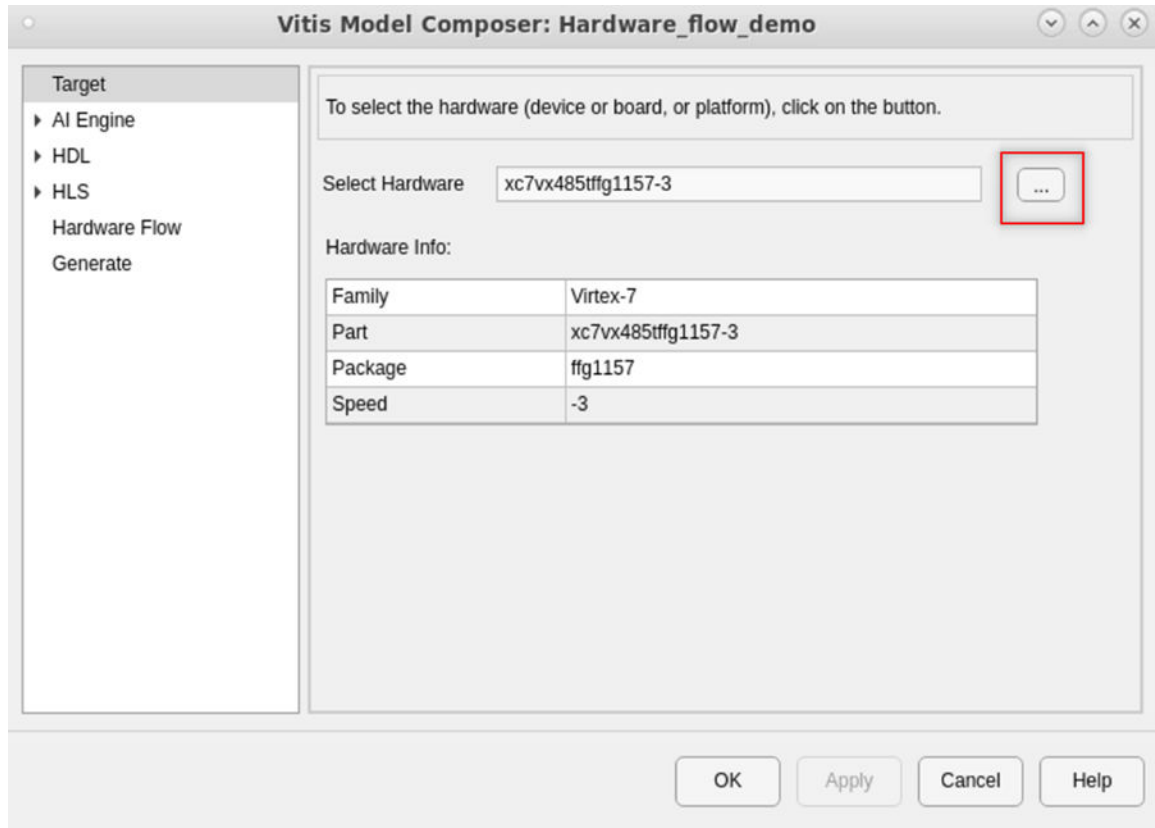 Vitis Model Composer: Hardware_flow_demo
Target
AI Engine
HDL
HLS
Hardware Flow
Generate
To select the hardware (device or board, or platform), click on the button.
Select Hardware xc7vx485tffg1157-3 ...
Hardware Info:
Family Virtex-7
Part xc7vx485tffg1157-3
Package ffg1157
Speed -3
OK Apply Cancel Help